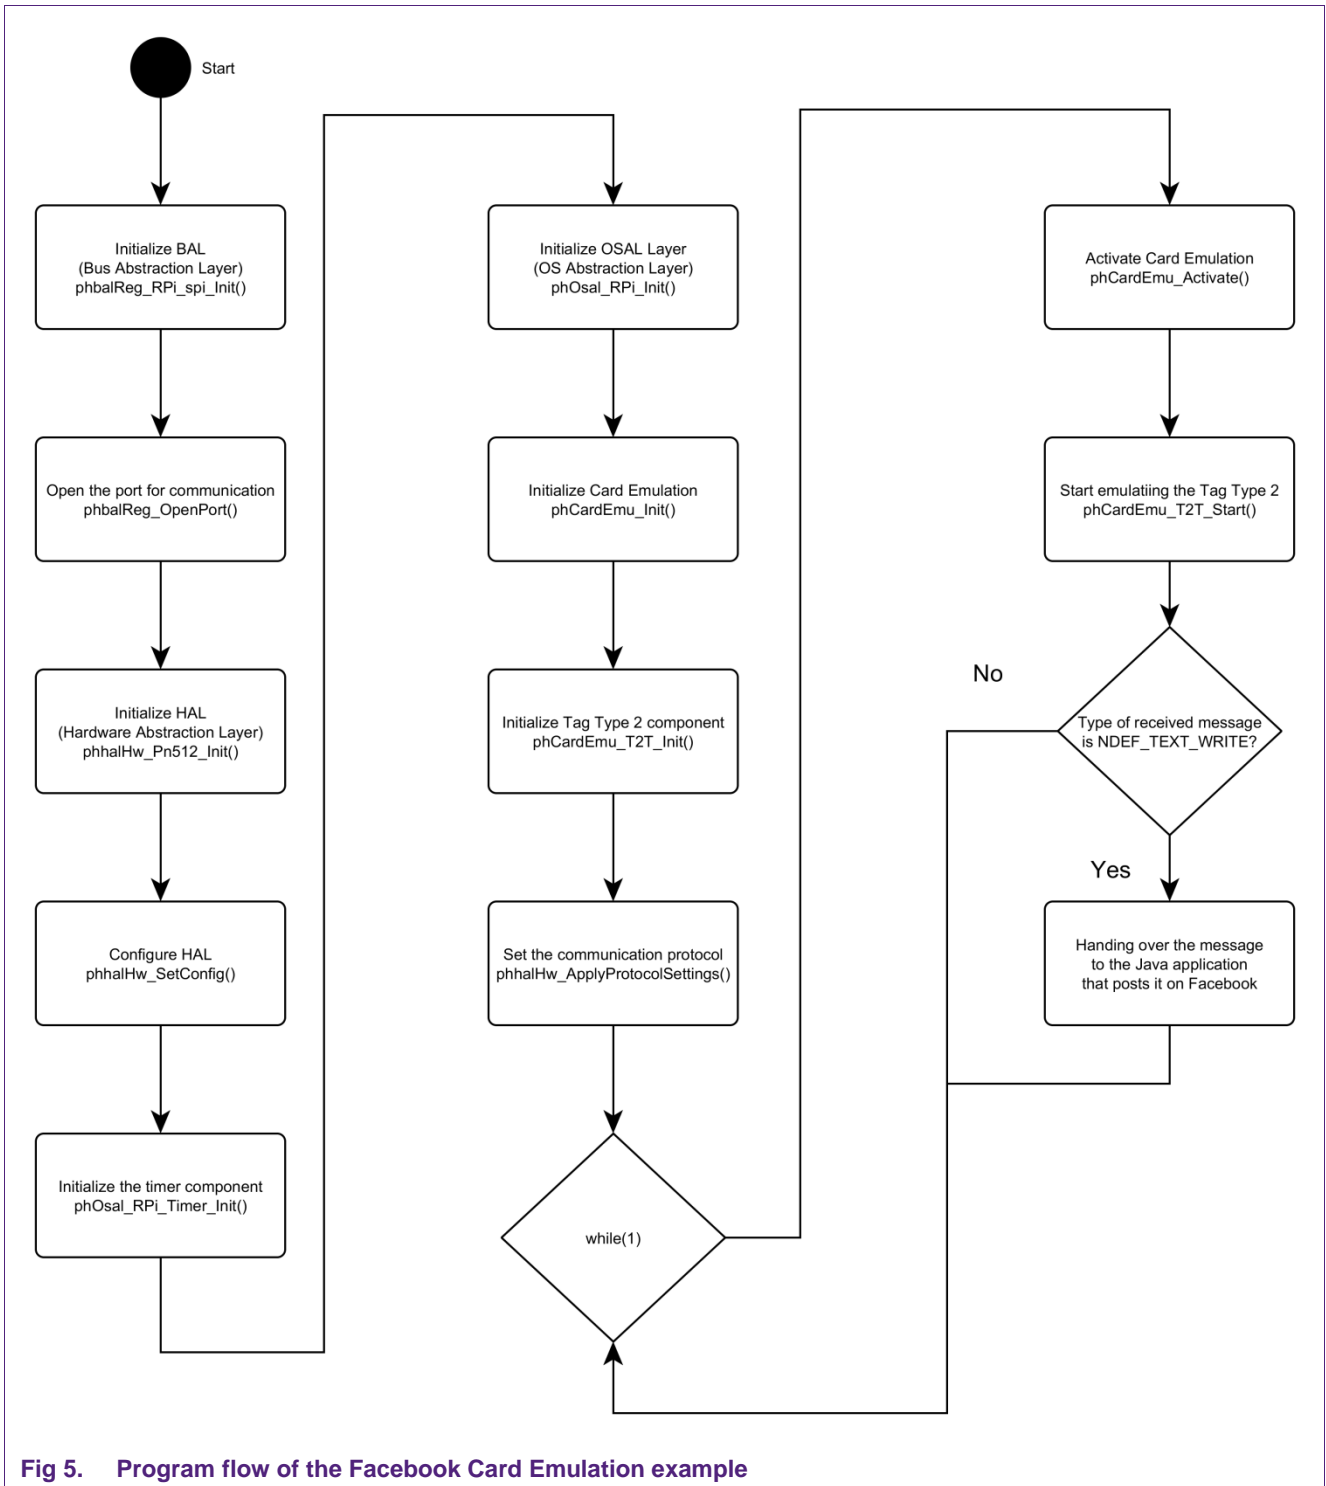 Start
Initialize BAL
(Bus Abstraction Layer)
phbalReg_RPi_spi_Init()
Open the port for communication
phbalReg_OpenPort()
Initialize HAL
(Hardware Abstraction Layer)
phhalHw_Pn512_Init()
Configure HAL
phhalHw_SetConfig()
Initialize the timer component
phOsal_RPi_Timer_Init()
Initialize OSAL Layer
(OS Abstraction Layer)
phOsal_RPi_Init()
Initialize Card Emulation
phCardEmu_Init()
Initialize Tag Type 2 component
phCardEmu_T2T_Init()
Set the communication protocol
phhalHw_ApplyProtocolSettings()
while(1)
Activate Card Emulation
phCardEmu_Activate()
Start emulatiing the Tag Type 2
phCardEmu_T2T_Start()
No
Type of received message
is NDEF_TEXT_WRITE?
Yes
Handing over the message
to the Java application
that posts it on Facebook
Fig 5. Program flow of the Facebook Card Emulation example